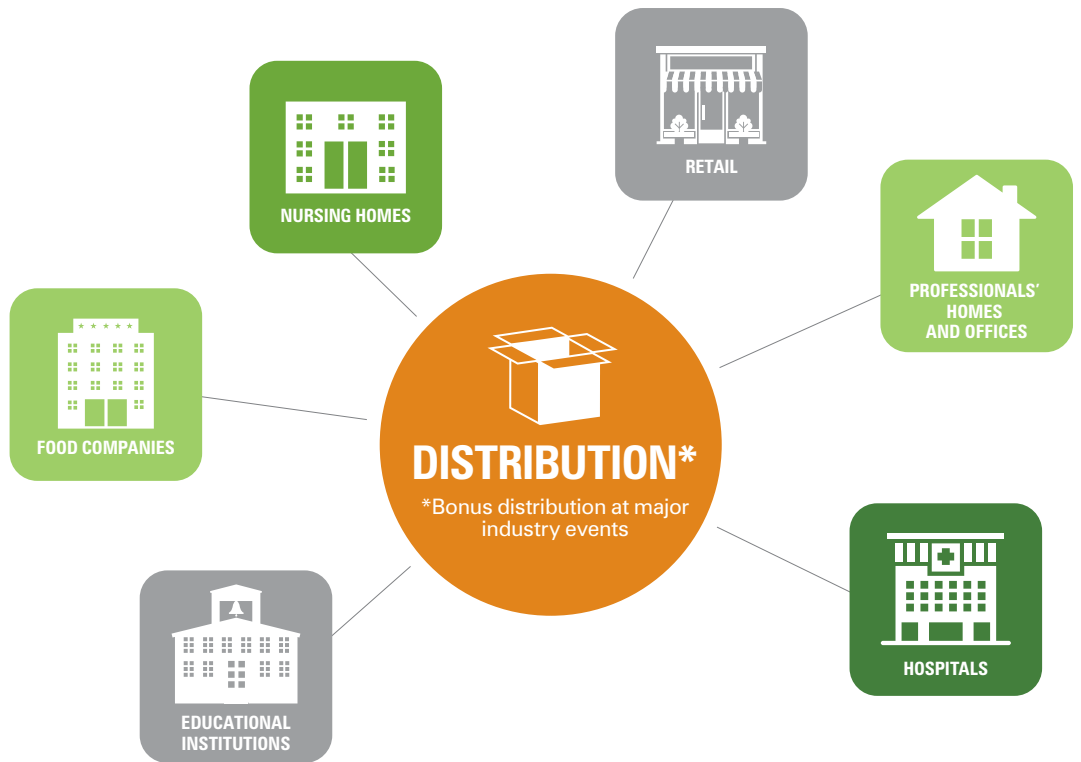 RETAIL
NURSING HOMES
PROFESSIONALS’
HOMES
AND OFFICES
FOOD COMPANIES
DISTRIBUTION*
*Bonus distribution at major
industry events
HOSPITALS
EDUCATIONAL
INSTITUTIONS